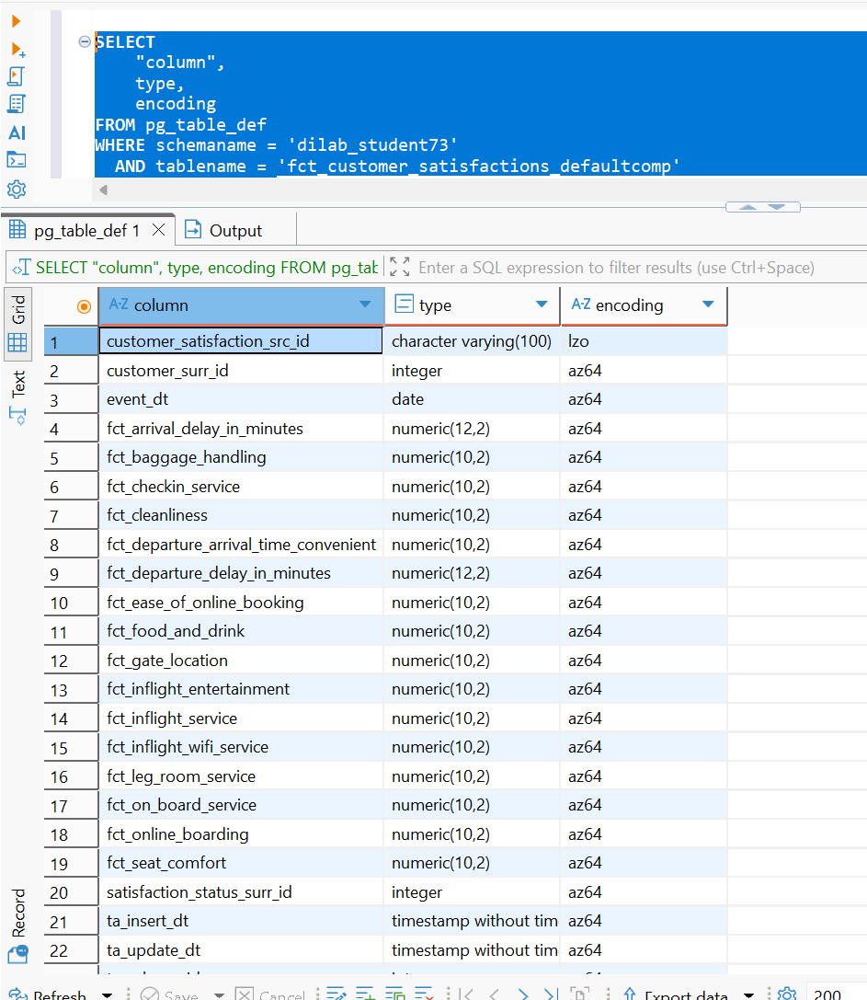 SELECT
"column",
type,
encoding
FROM pg_table_def
WHERE schemaname = 'dilab_student73'
AND tablename = 'fct_customer_satisfactions_defaultcomp'
AI
pg_table_def 1 Output
SELECT "column", type, encoding FROM pg_tab Enter a SQL expression to filter results (use Ctrl+Space)
Grid
Text
Record
A-Z column type A-Z encoding
1 customer_satisfaction_src_id character varying(100) lzo
2 customer_surr_id integer az64
3 event_dt date az64
4 fct_arrival_delay_in_minutes numeric(12,2) az64
5 fct_baggage_handling numeric(10,2) az64
6 fct_checkin_service numeric(10,2) az64
7 fct_cleanliness numeric(10,2) az64
8 fct_departure_arrival_time_convenient numeric(10,2) az64
9 fct_departure_delay_in_minutes numeric(12,2) az64
10 fct_ease_of_online_booking numeric(10,2) az64
11 fct_food_and_drink numeric(10,2) az64
12 fct_gate_location numeric(10,2) az64
13 fct_inflight_entertainment numeric(10,2) az64
14 fct_inflight_service numeric(10,2) az64
15 fct_inflight_wifi_service numeric(10,2) az64
16 fct_leg_room_service numeric(10,2) az64
17 fct_on_board_service numeric(10,2) az64
18 fct_online_boarding numeric(10,2) az64
19 fct_seat_comfort numeric(10,2) az64
20 satisfaction_status_surr_id integer az64
21 ta_insert_dt timestamp without tim az64
22 ta_update_dt timestamp without tim az64
Refresh Save Cancel Export data 200